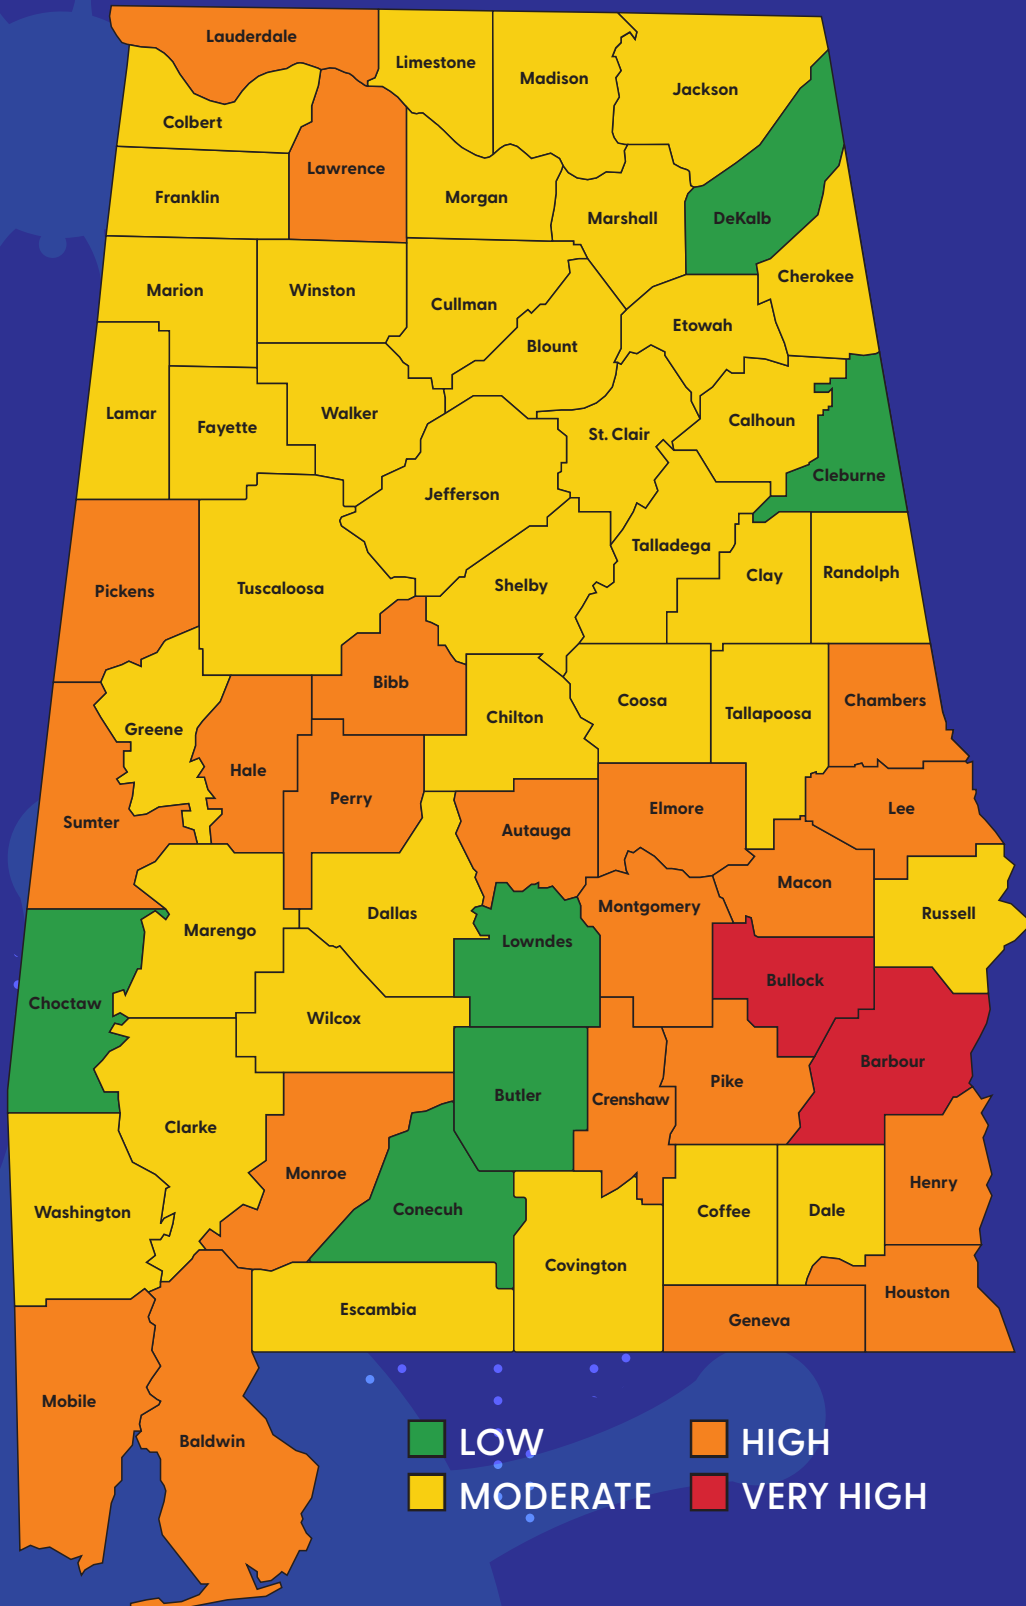 Lauderdale
Limestone
Madison
Jackson
Colbert
Lawrence
Franklin
Morgan
Marshall
DeKalb
Cherokee
Marion
Winston
Cullman
Etowah
Blount
Lamar
Fayette
Walker
St. Clair
Calhoun
Cleburne
Jefferson
Talladega
Pickens
Tuscaloosa
Shelby
Clay
Randolph
Bibb
Greene
Chilton
Coosa
Tallapoosa
Chambers
Hale
Perry
Sumter
Autauga
Elmore
Lee
Macon
Marengo
Dallas
Lowndes
Montgomery
Russell
Choctaw
Wilcox
Bullock
Barbour
Butler
Crenshaw
Pike
Clarke
Monroe
Conecuh
Washington
Coffee
Dale
Henry
Covington
Escambia
Geneva
Houston
Mobile
Baldwin
LOW
HIGH
MODERATE
VERY HIGH